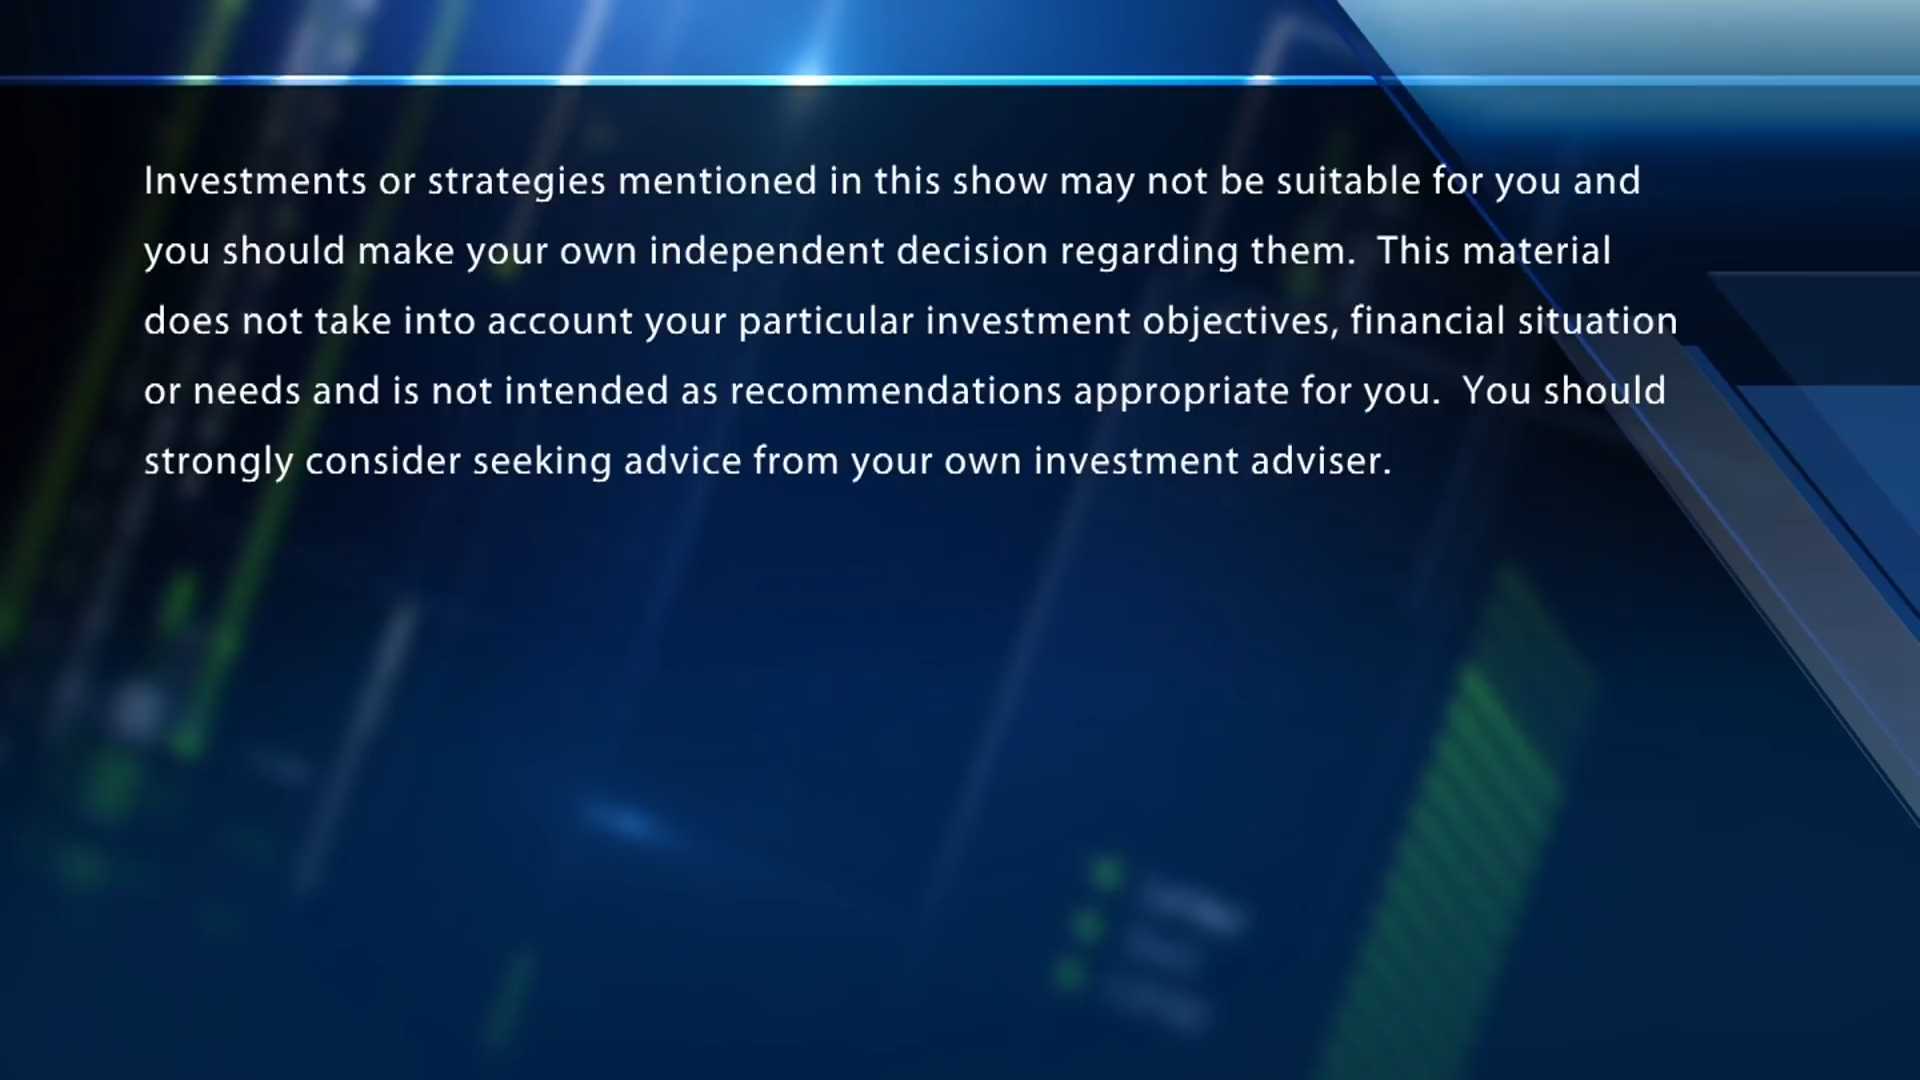 Investments or strategies mentioned in this show may not be suitable for you and
you should make your own independent decision regarding them.  This material
does not take into account your particular investment objectives, financial situation
or needs and is not intended as recommendations appropriate for you.  You should
strongly consider seeking advice from your own investment adviser.